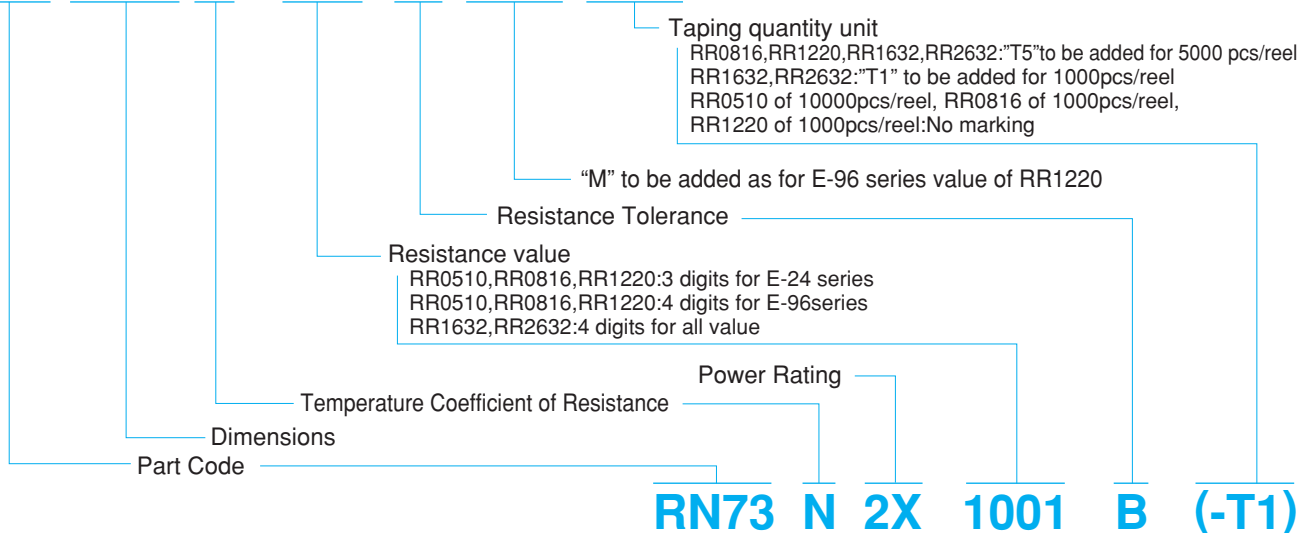 Taping quantity unit
RR0816,RR1220,RR1632,RR2632:”T5”to be added for 5000 pcs/reel
RR1632,RR2632:”T1” to be added for 1000pcs/reel
RR0510 of 10000pcs/reel, RR0816 of 1000pcs/reel,
RR1220 of 1000pcs/reel:No marking
“M” to be added as for E-96 series value of RR1220
Resistance Tolerance
Resistance value
RR0510,RR0816,RR1220:3 digits for E-24 series
RR0510,RR0816,RR1220:4 digits for E-96series
RR1632,RR2632:4 digits for all value
Power Rating
Temperature Coefficient of Resistance
Dimensions
Part Code
RN73 N 2X 1001 B (-T1)